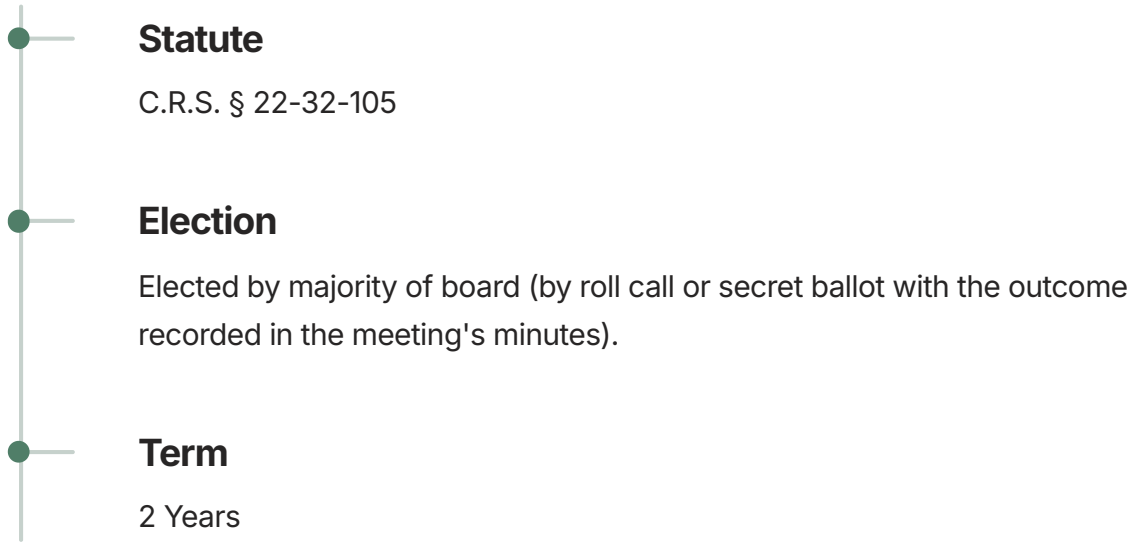 Statute
C.R.S. § 22-32-105
Election
Elected by majority of board (by roll call or secret ballot with the outcome
recorded in the meeting's minutes).
Term
2 Years